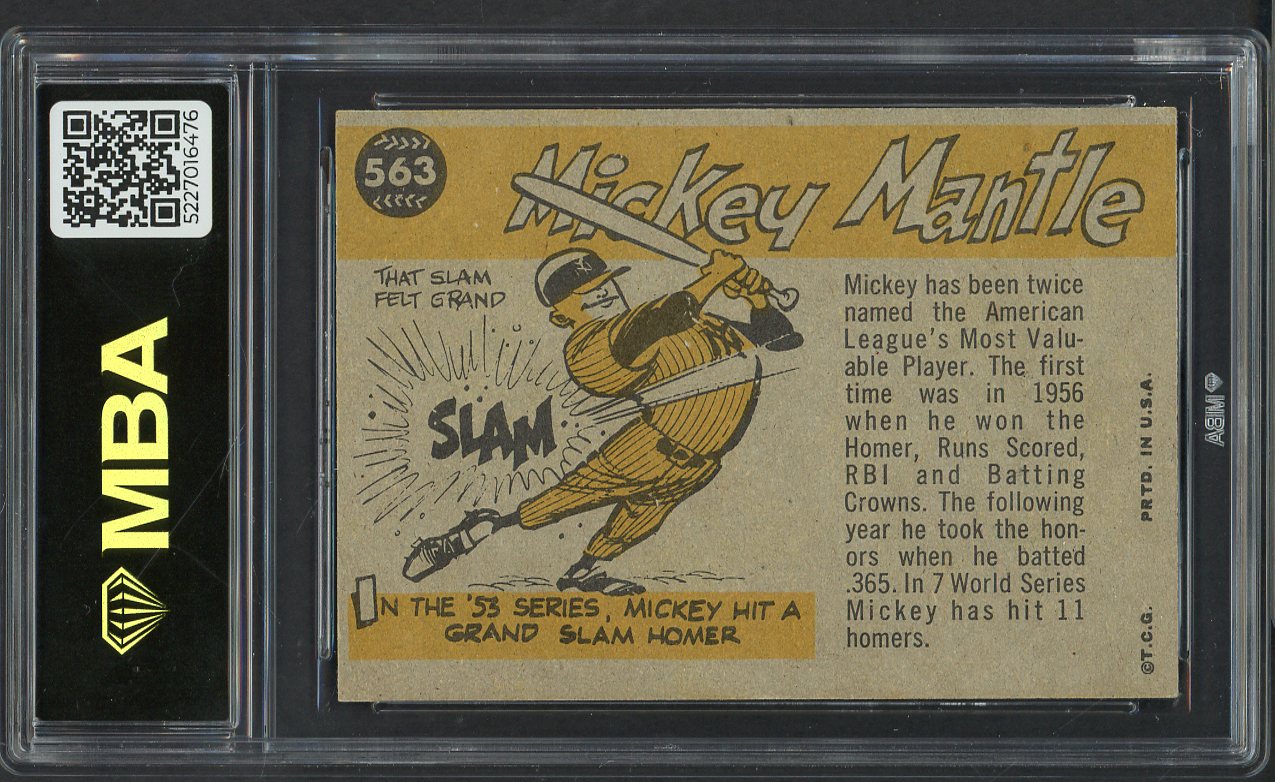 5227016476
MBA
563
Mickey Mantle
THAT SLAM
FELT GRAND
SLAM
IN THE '53 SERIES, MICKEY HIT A
GRAND SLAM HOMER
Mickey has been twice
named the American
League's Most Valu-
able Player. The first
time was in 1956
when he won the
Homer, Runs Scored,
RBI and Batting
Crowns. The following
year he took the hon-
ors when he batted
.365. In 7 World Series
Mickey has hit 11
homers.
©T.C.G. PRTD. IN U.S.A.
MBA